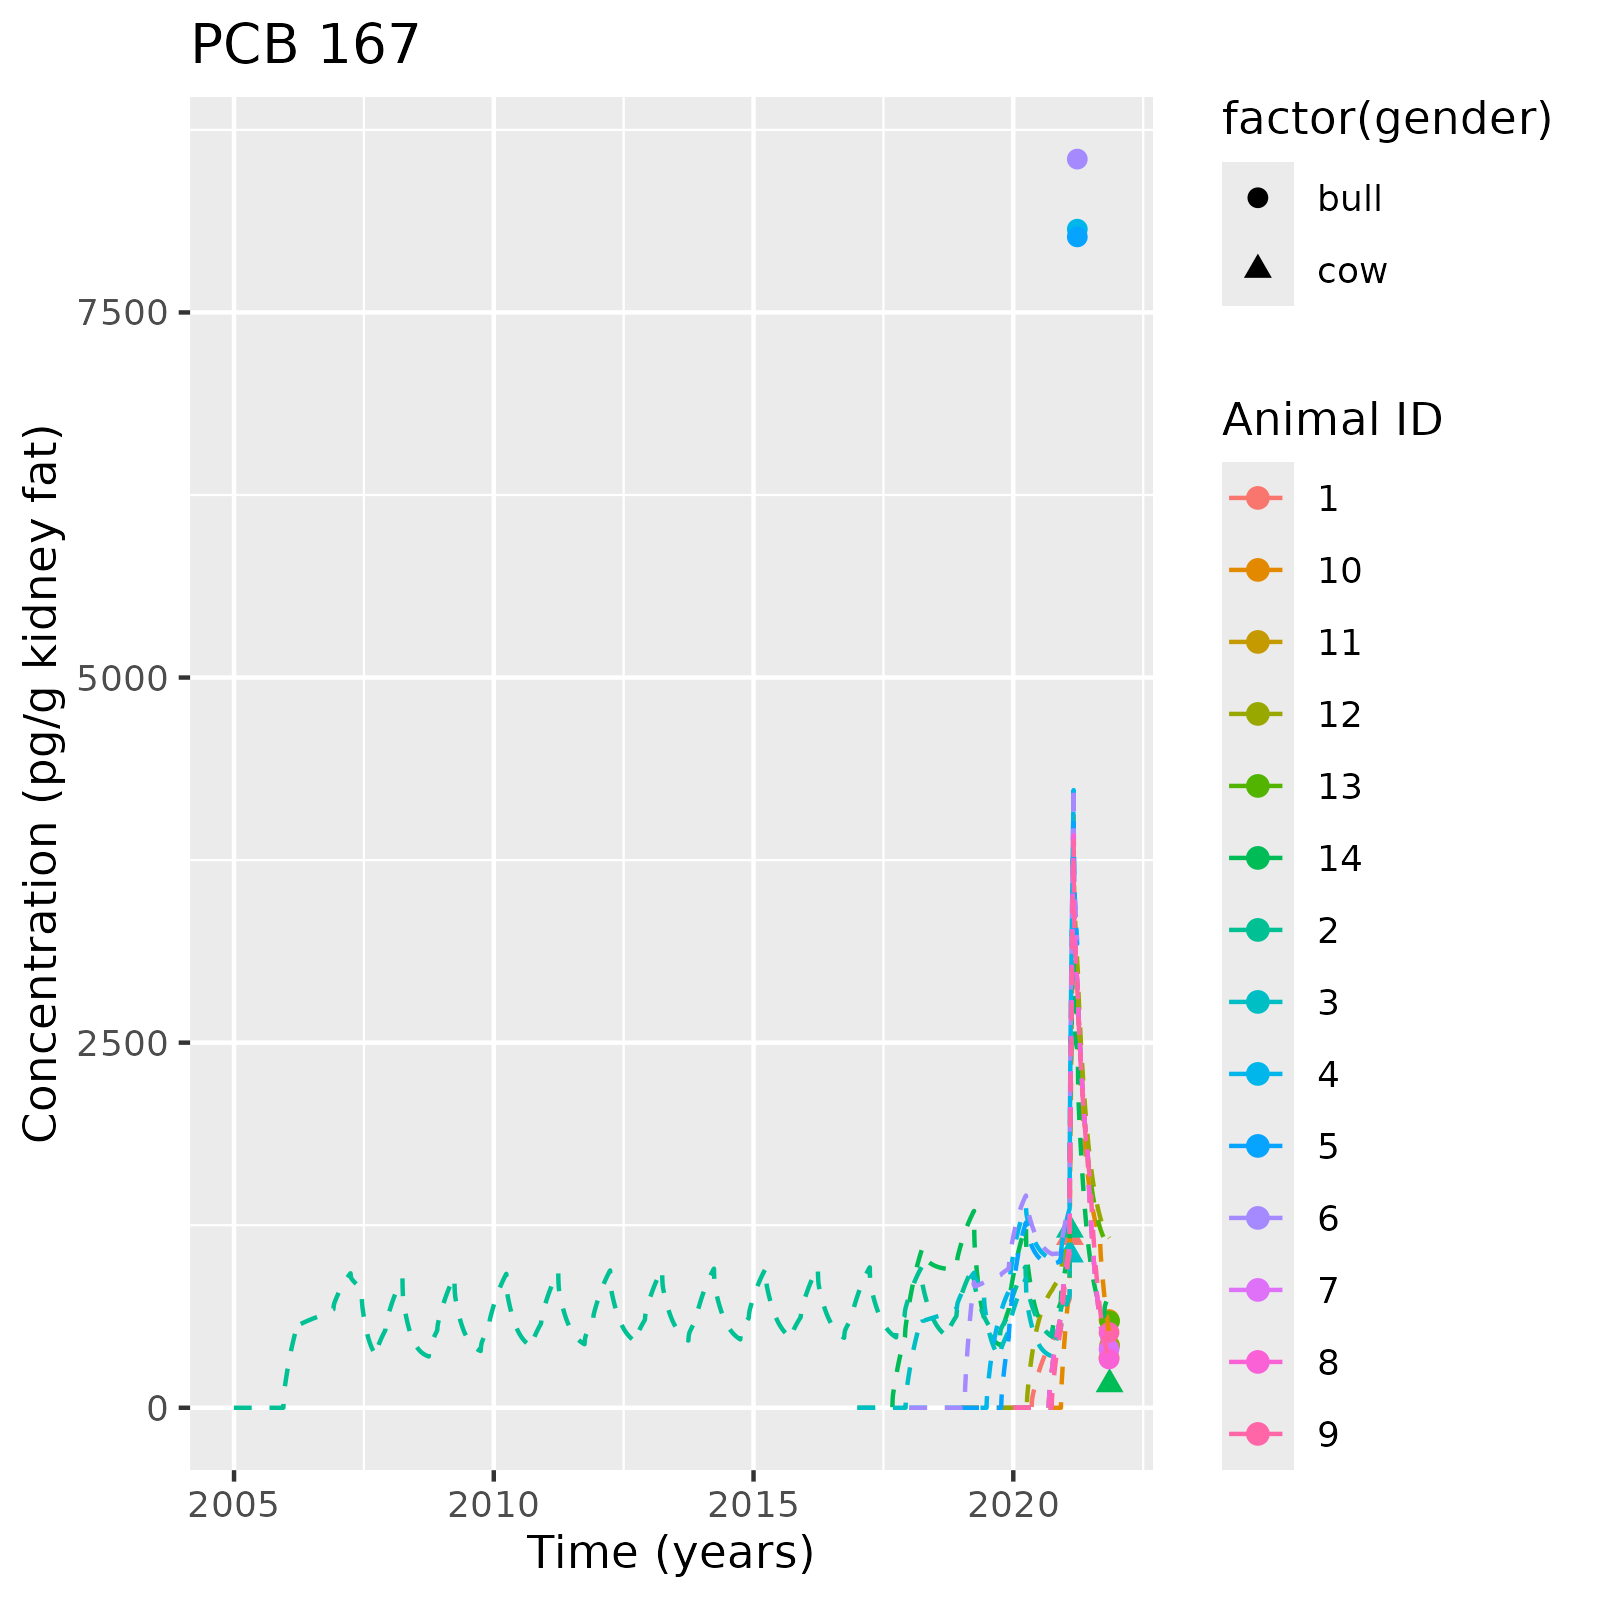 PCB 167
factor(gender)
bull
cow
Animal ID
1
10
11
12
13
14
2
3
4
5
6
7
8
9
Concentration (pg/g kidney fat)
7500
5000
2500
0
2005 2010 2015 2020
Time (years)